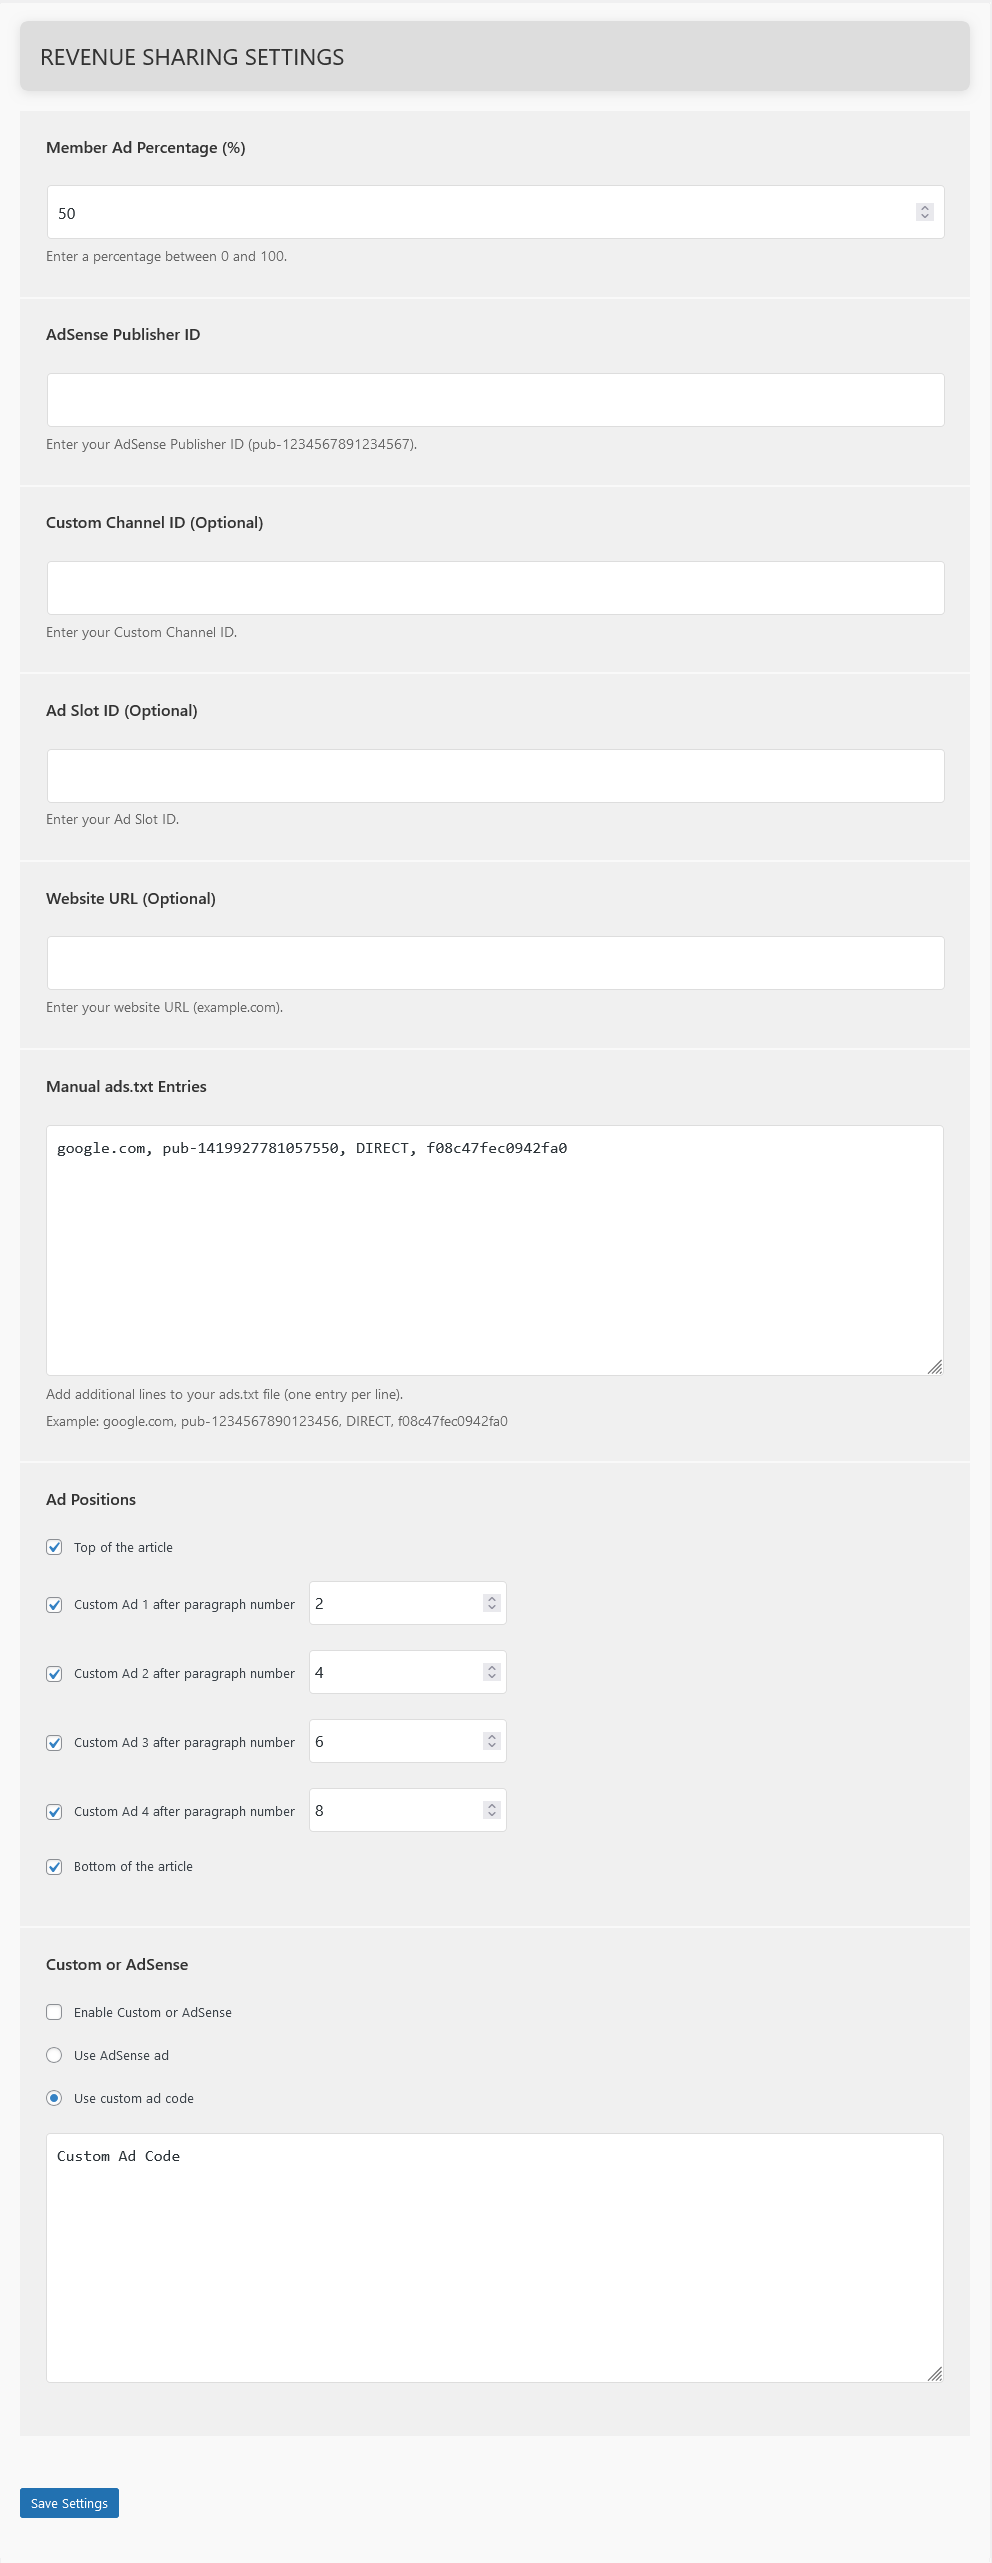 REVENUE SHARING SETTINGS
Member Ad Percentage (%)
50
Enter a percentage between 0 and 100.
AdSense Publisher ID
Enter your AdSense Publisher ID (pub-1234567891234567).
Custom Channel ID (Optional)
Enter your Custom Channel ID.
Ad Slot ID (Optional)
Enter your Ad Slot ID.
Website URL (Optional)
Enter your website URL (example.com).
Manual ads.txt Entries
google.com, pub-1419927781057550, DIRECT, f08c47fec0942fa0
Add additional lines to your ads.txt file (one entry per line).
Example: google.com, pub-1234567890123456, DIRECT, f08c47fec0942fa0
Ad Positions
Top of the article
Custom Ad 1 after paragraph number 2
Custom Ad 2 after paragraph number 4
Custom Ad 3 after paragraph number 6
Custom Ad 4 after paragraph number 8
Bottom of the article
Custom or AdSense
Enable Custom or AdSense
Use AdSense ad
Use custom ad code
Custom Ad Code
Save Settings